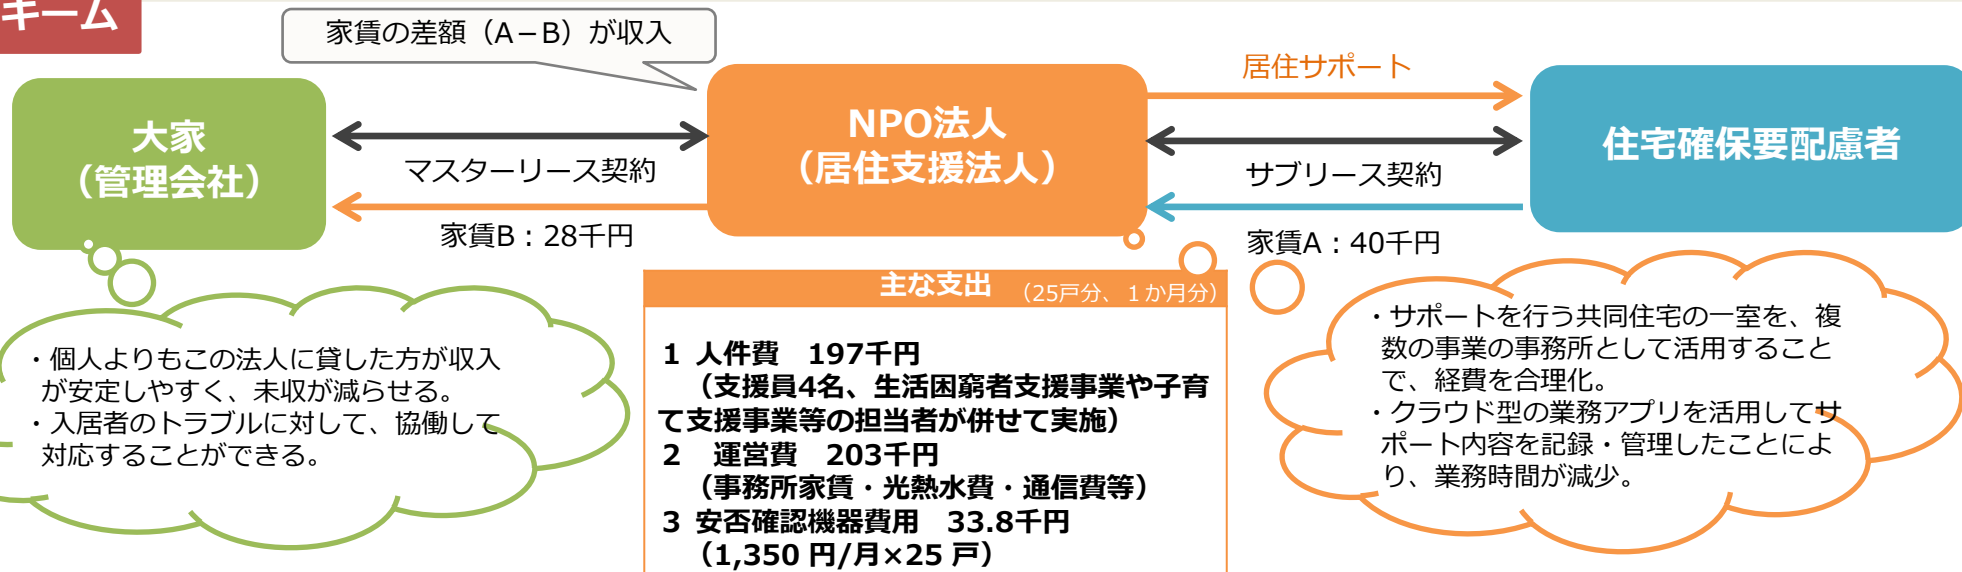 キーム
家賃の差額（A－B）が収入
大家
（管理会社）
マスターリース契約
家賃B：28千円
NPO法人
（居住支援法人）
居住サポート
サブリース契約
家賃A：40千円
住宅確保要配慮者
・個人よりもこの法人に貸した方が収入
が安定しやすく、未収が減らせる。
・入居者のトラブルに対して、協働して
対応することができる。
主な支出 （25戸分、１か月分）
1 人件費　197千円
（支援員4名、生活困窮者支援事業や子育
て支援事業等の担当者が併せて実施）
2　運営費　203千円
（事務所家賃・光熱水費・通信費等）
3 安否確認機器費用　33.8千円
（1,350 円/月×25 戸）
・サポートを行う共同住宅の一室を、複
数の事業の事務所として活用すること
で、経費を合理化。
・クラウド型の業務アプリを活用してサ
ポート内容を記録・管理したことによ
り、業務時間が減少。